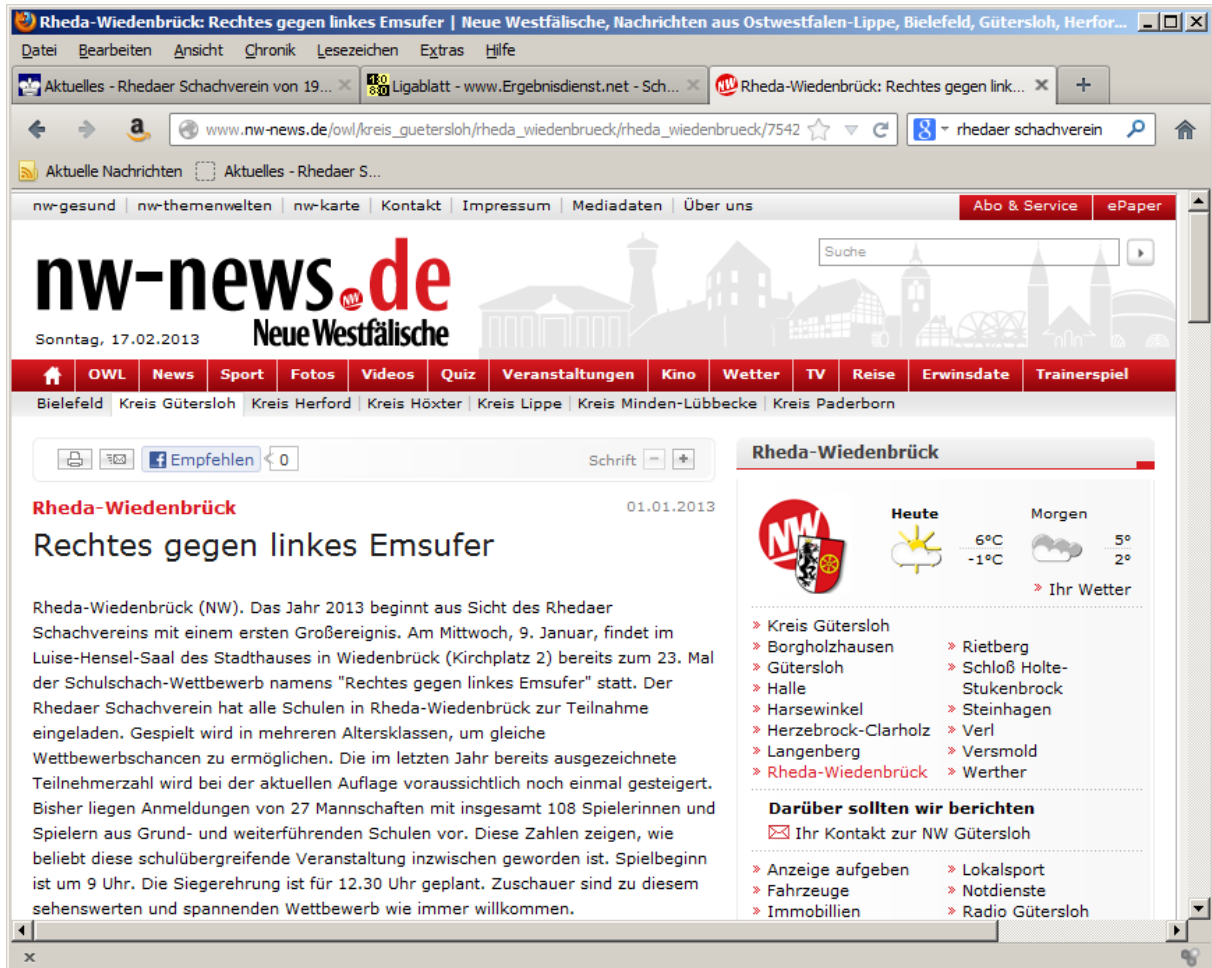 Rheda-Wiedenbrück: Rechtes gegen linkes Emsufer | Neue Westfälische, Nachrichten aus Ostwestfalen-Lippe, Bielefeld, Gütersloh, Herfor...
Datei Bearbeiten Ansicht Chronik Lesezeichen Extras Hilfe
Aktuelles - Rhedaer Schachverein von 19... Ligablatt - www.Ergebnisdienst.net - Sch... Rheda-Wiedenbrück: Rechtes gegen link...
www.nw-news.de/owl/kreis_guetersloh/rheda_wiedenbrueck/rheda_wiedenbrueck/7542 rhedaer schachverein
Aktuelle Nachrichten Aktuelles - Rhedaer S...
nw-gesund | nw-themenwelten | nw-karte | Kontakt | Impressum | Mediadaten | Über uns Abo & Service ePaper
Suche
nw-news.de
Sonntag, 17.02.2013 Neue Westfälische
OWL News Sport Fotos Videos Quiz Veranstaltungen Kino Wetter TV Reise Erwinsdate Trainerspiel
Bielefeld Kreis Gütersloh Kreis Herford | Kreis Höxter | Kreis Lippe | Kreis Minden-Lübbecke | Kreis Paderborn
Empfehlen 0 Schrift - +
Rheda-Wiedenbrück 01.01.2013
Rechtes gegen linkes Emsufer
Rheda-Wiedenbrück (NW). Das Jahr 2013 beginnt aus Sicht des Rhedaer
Schachvereins mit einem ersten Großereignis. Am Mittwoch, 9. Januar, findet im
Luise-Hensel-Saal des Stadthauses in Wiedenbrück (Kirchplatz 2) bereits zum 23. Mal
der Schulschach-Wettbewerb namens "Rechtes gegen linkes Emsufer" statt. Der
Rhedaer Schachverein hat alle Schulen in Rheda-Wiedenbrück zur Teilnahme
eingeladen. Gespielt wird in mehreren Altersklassen, um gleiche
Wettbewerbschancen zu ermöglichen. Die im letzten Jahr bereits ausgezeichnete
Teilnehmerzahl wird bei der aktuellen Auflage voraussichtlich noch einmal gesteigert.
Bisher liegen Anmeldungen von 27 Mannschaften mit insgesamt 108 Spielerinnen und
Spielern aus Grund- und weiterführenden Schulen vor. Diese Zahlen zeigen, wie
beliebt diese schulübergreifende Veranstaltung inzwischen geworden ist. Spielbeginn
ist um 9 Uhr. Die Siegerehrung ist für 12.30 Uhr geplant. Zuschauer sind zu diesem
sehenswerten und spannenden Wettbewerb wie immer willkommen.
Rheda-Wiedenbrück
NW
Heute Morgen
6°C 5°
-1°C 2°
» Ihr Wetter
» Kreis Gütersloh
» Borgholzhausen » Rietberg
» Gütersloh » Schloß Holte-
» Halle Stukenbrock
» Harsewinkel » Steinhagen
» Herzebrock-Clarholz » Verl
» Langenberg » Versmold
» Rheda-Wiedenbrück » Werther
Darüber sollten wir berichten
Ihr Kontakt zur NW Gütersloh
» Anzeige aufgeben » Lokalsport
» Fahrzeuge » Notdienste
» Immobillien » Radio Gütersloh